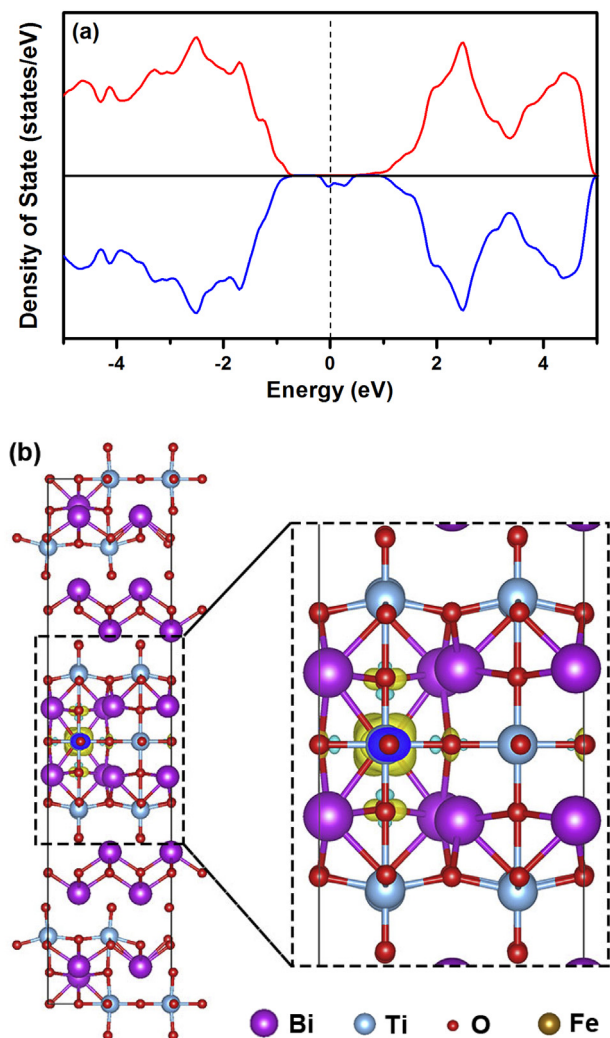 (a)
Density of State (states/eV)
-4 -2 0 2 4
Energy (eV)
(b)
Bi Ti O Fe